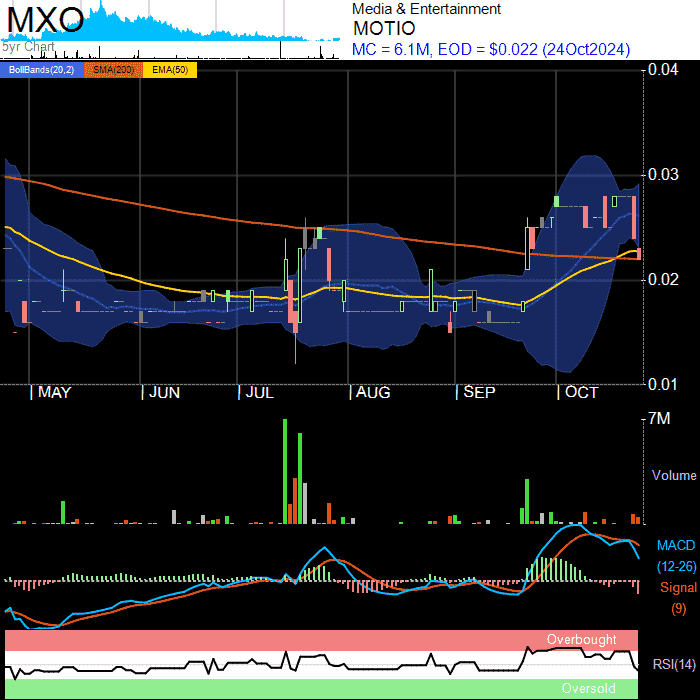 MXO
5yr Chart
Media & Entertainment
MOTIO
MC = 6.1M, EOD = $0.022 (24Oct2024)
BollBands(20,2) SMA(200) EMA(50)
0.04
0.03
0.02
0.01
MAY JUN JUL AUG SEP OCT
7M
Volume
MACD
(12-26)
Signal
(9)
Overbought
RSI(14)
Oversold